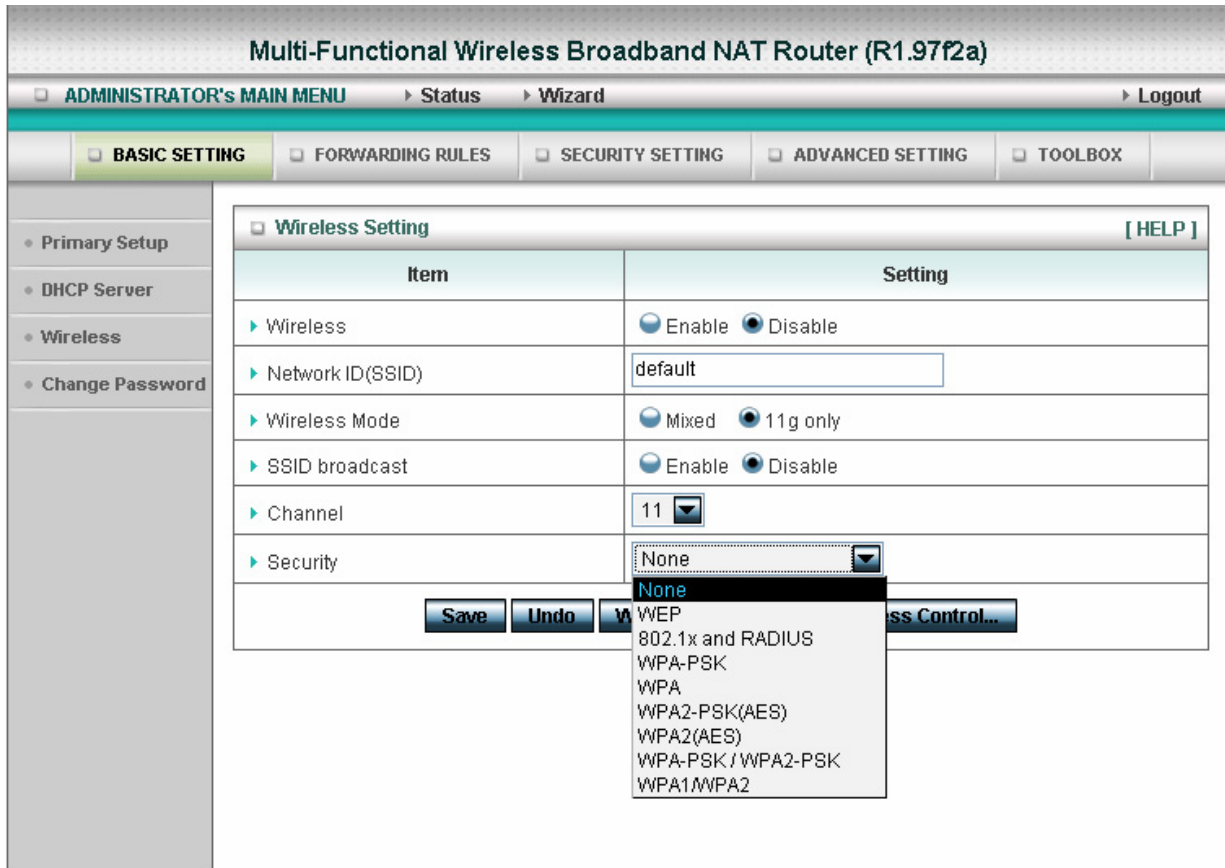 Multi-Functional Wireless Broadband NAT Router (R1.97f2a)
ADMINISTRATOR's MAIN MENU Status Wizard Logout
BASIC SETTING FORWARDING RULES SECURITY SETTING ADVANCED SETTING TOOLBOX
Primary Setup
DHCP Server
Wireless
Change Password
Wireless Setting [ HELP ]
Item Setting
Wireless Enable Disable
Network ID(SSID) default
Wireless Mode Mixed 11g only
SSID broadcast Enable Disable
Channel 11
Security None
None
WEP
802.1x and RADIUS
WPA-PSK
WPA
WPA2-PSK(AES)
WPA2(AES)
WPA-PSK / WPA2-PSK
WPA1/WPA2
Save Undo Control...